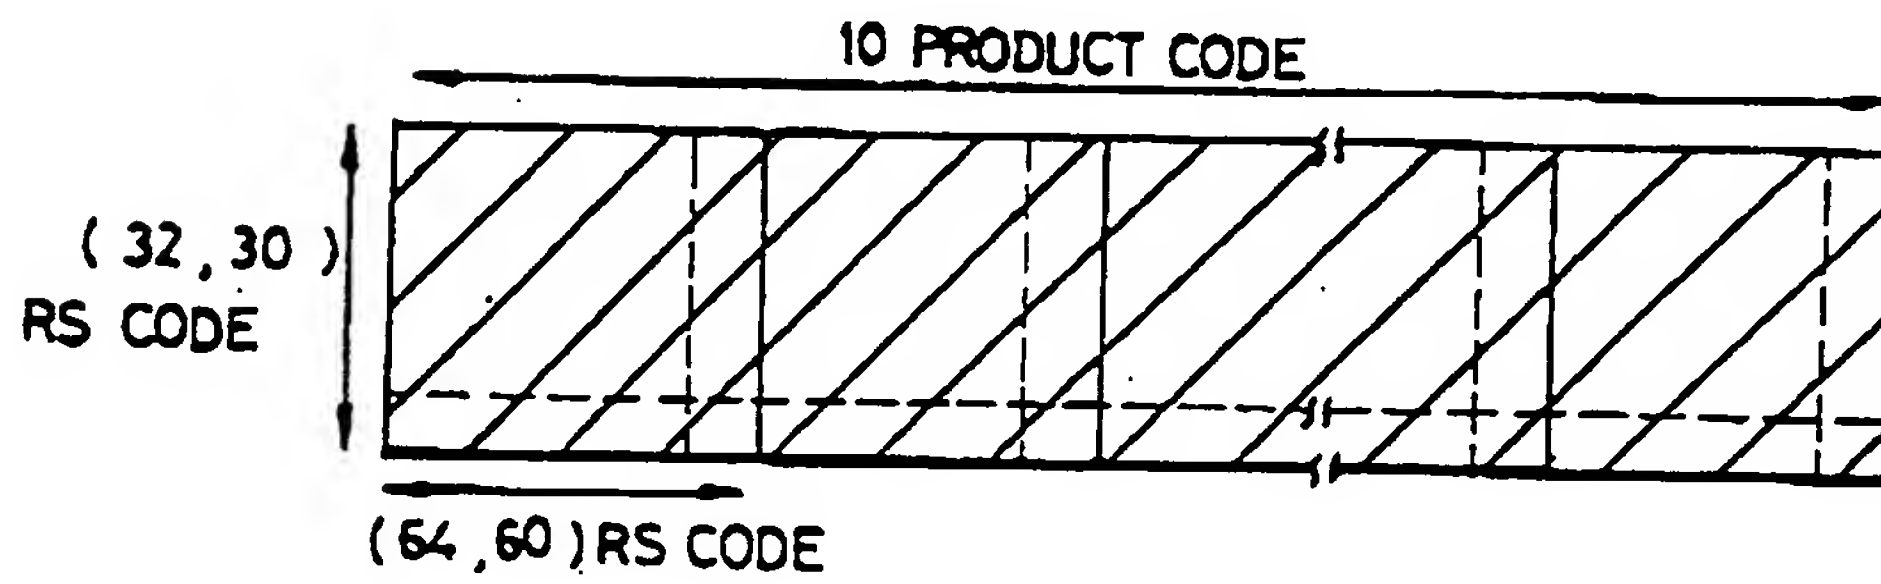 10 PRODUCT CODE
( 32 , 30 )
RS CODE
(64 ,60 ) RS CODE